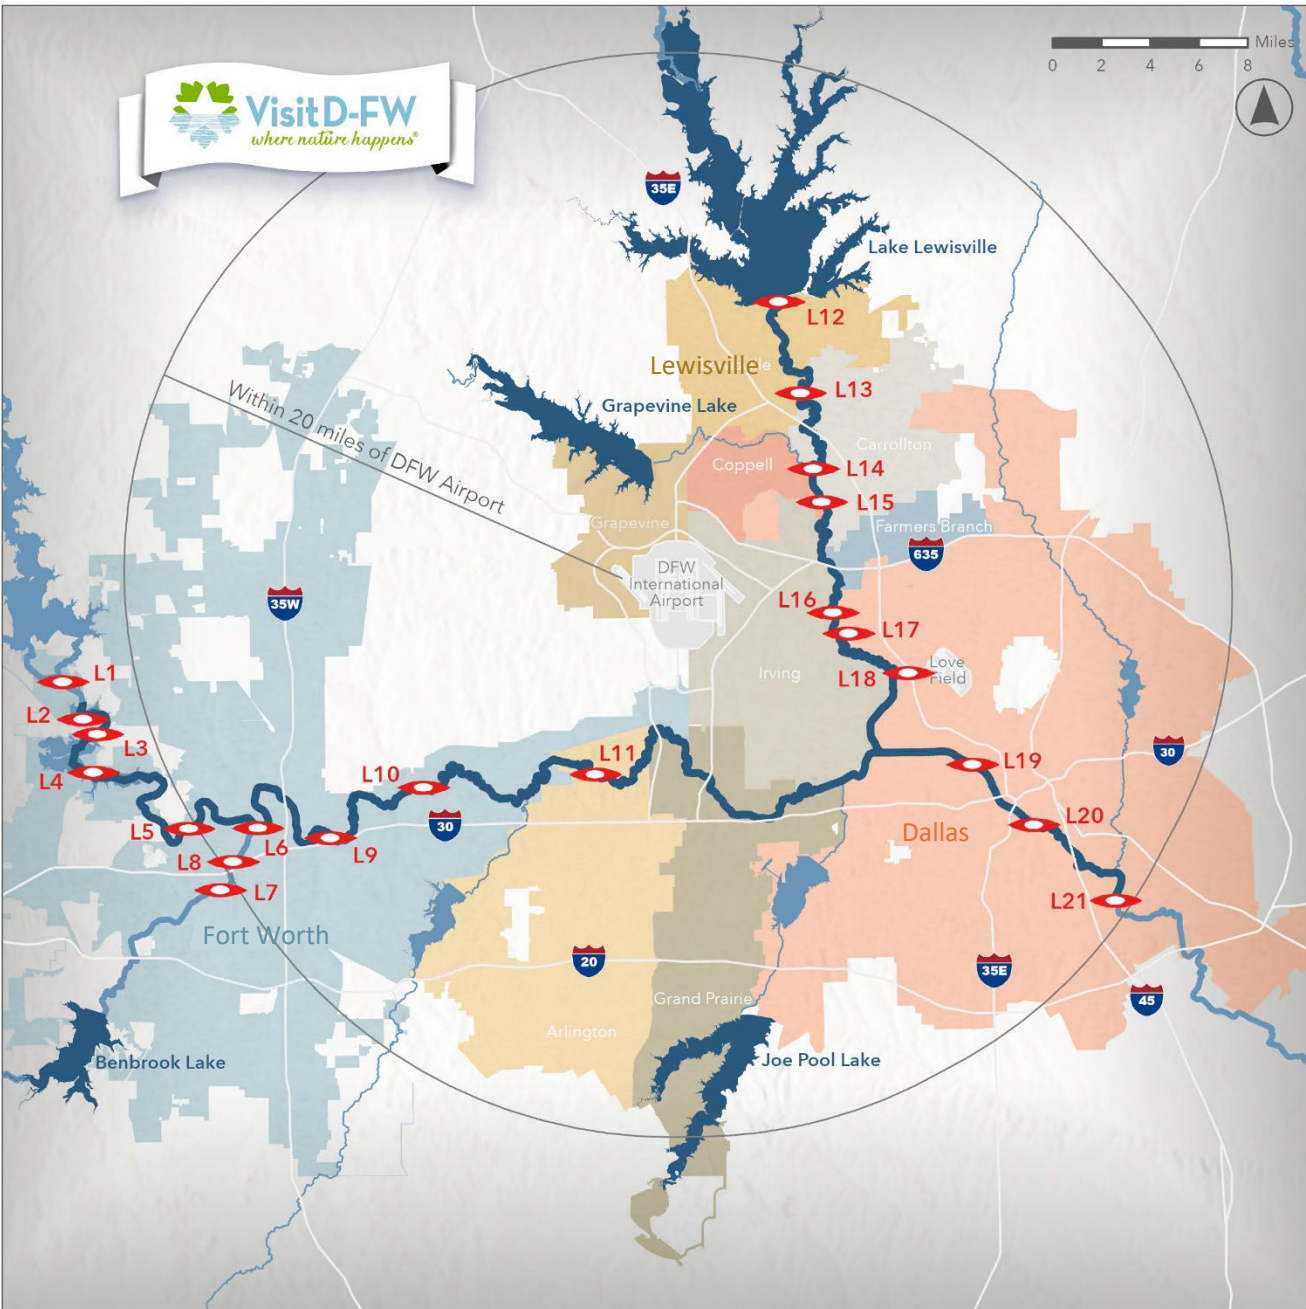 VisitD-FW
where nature happens®
Miles
0 2 4 6 8
35E
Lake Lewisville
L12
Lewisville
L13
Grapevine Lake
Within 20 miles of DFW Airport
Carrollton
Coppell
L14
L15
Grapevine
Farmers Branch
635
DFW
International
Airport
35W
L16
L17
L1
Irving
L18
Love
Field
L2
L3
L4
L11
L10
L19
30
L5
L6
L9
30
L20
Dallas
L8
L7
L21
Fort Worth
20
35E
45
Grand Prairie
Arlington
Benbrook Lake
Joe Pool Lake